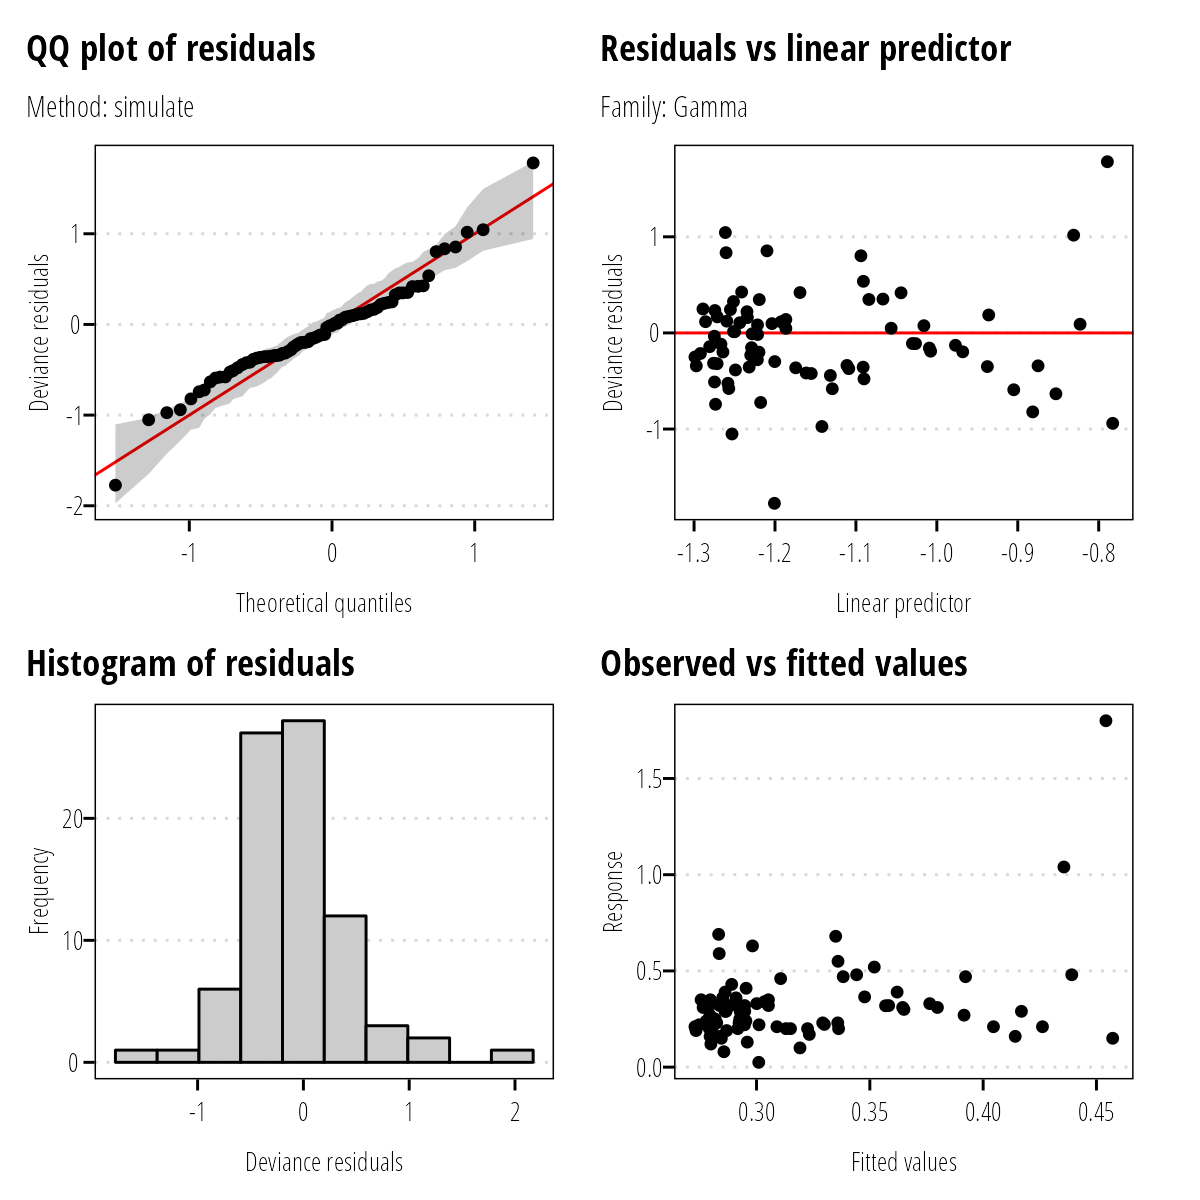 QQ plot of residuals
Method: simulate
Deviance residuals
1
0
-1
-2
-1
0
1
Theoretical quantiles
Residuals vs linear predictor
Family: Gamma
Deviance residuals
1
0
-1
-1.3
-1.2
-1.1
-1.0
-0.9
-0.8
Linear predictor
Histogram of residuals
Frequency
20
10
0
-1
0
1
2
Deviance residuals
Observed vs fitted values
Response
1.5
1.0
0.5
0.0
0.30
0.35
0.40
0.45
Fitted values